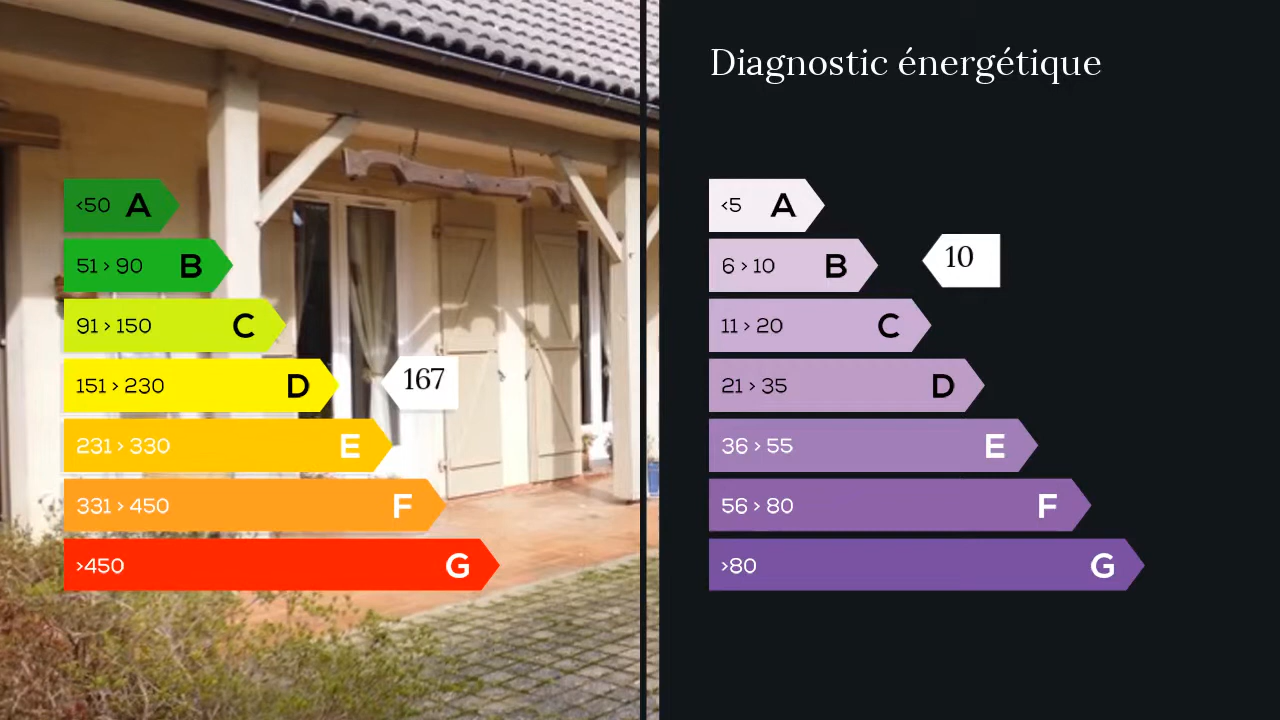 Diagnostic énergétique
<50 A
51 > 90 B
91 > 150 C
151 > 230 D
167
231 > 330 E
331 > 450 F
>450 G
<5 A
6 > 10 B
10
11 > 20 C
21 > 35 D
36 > 55 E
56 > 80 F
>80 G